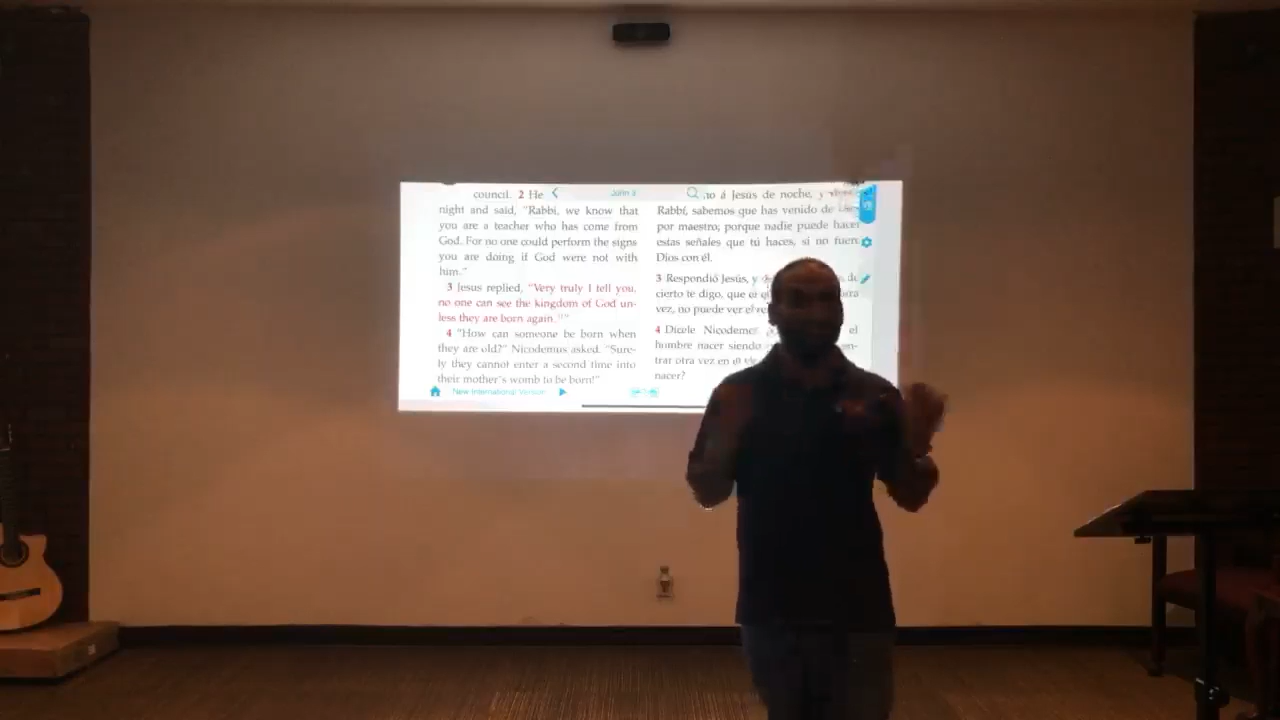 council. 2 He
John 3
night and said, "Rabbi, we know that
you are a teacher who has come from
God. For no one could perform the signs
you are doing if God were not with
him."
3 Jesus replied, "Very truly I tell you,
no one can see the kingdom of God un-
less they are born again."
4 "How can someone be born when
they are old?" Nicodemus asked. "Sure-
ly they cannot enter a second time into
their mother's womb to be born!"
New International Version
á Jesús de noche, y
Rabbí, sabemos que has venido de
por maestro; porque nadie puede hacer
estas señales que tú haces, si no fuere
Dios con él.
3 Respondió Jesús, y de
cierto te digo, que el
vez, no puede ver el
4 Dícele Nicodemo el
hombre nacer siendo en-
trar otra vez en el
nacer?